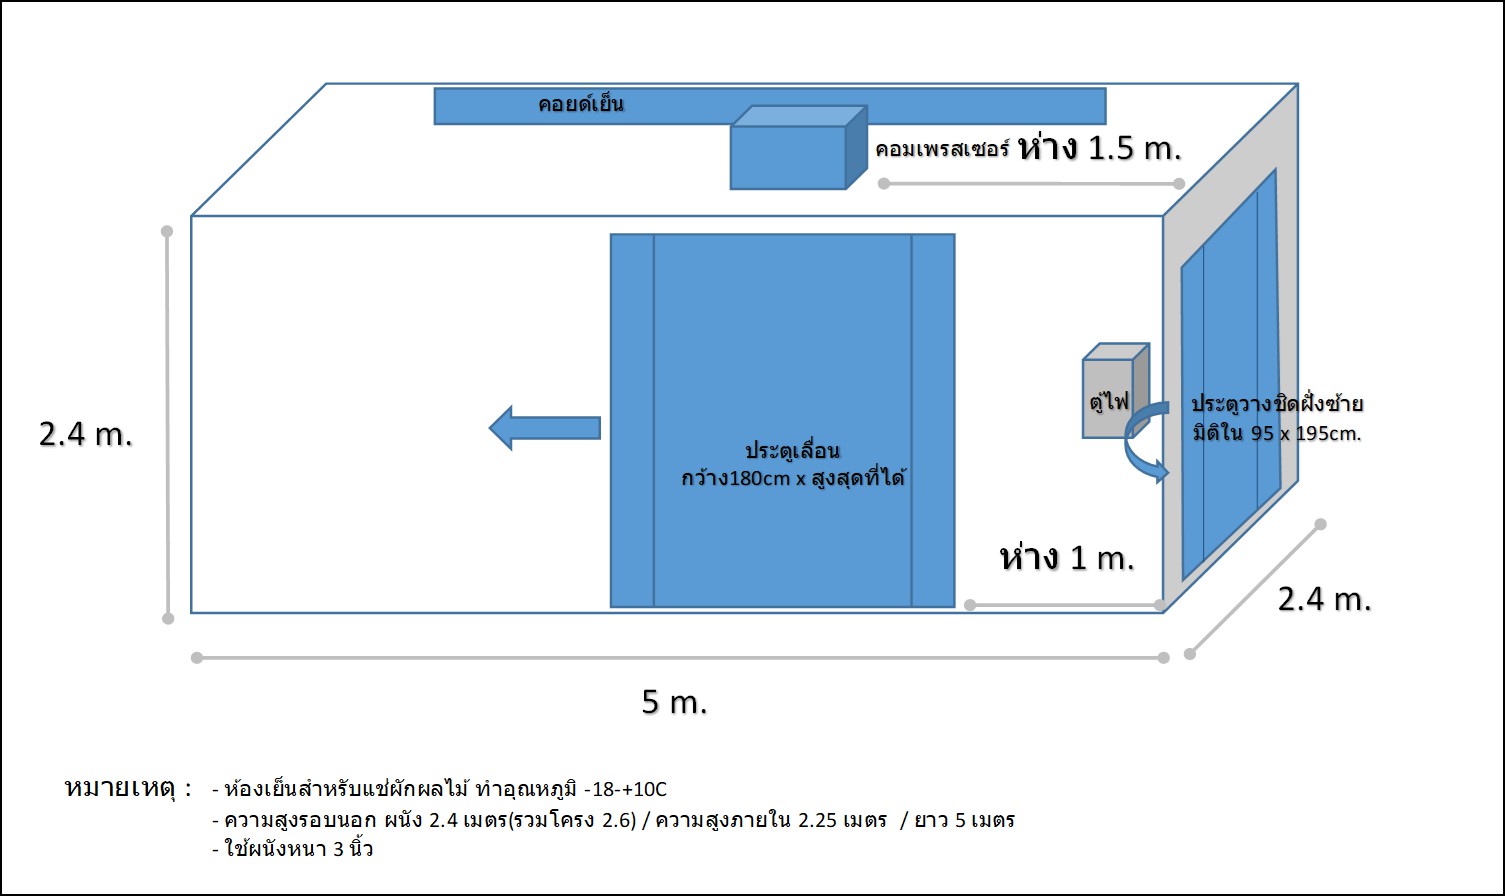 คอยด์เย็น
คอมเพรสเซอร์ ห่าง 1.5 m.
ตู้ไฟ
ประตูวางชิดฝั่งซ้าย
มิติใน 95 x 195cm.
2.4 m.
ประตูเลื่อน
กว้าง180cm x สูงสุดที่ได้
ห่าง 1 m.
2.4 m.
5 m.
หมายเหตุ : - ห้องเย็นสำหรับแช่ผักผลไม้ ทำอุณหภูมิ -18-+10C
- ความสูงรอบนอก ผนัง 2.4 เมตร(รวมโครง 2.6) / ความสูงภายใน 2.25 เมตร / ยาว 5 เมตร
- ใช้ผนังหนา 3 นิ้ว